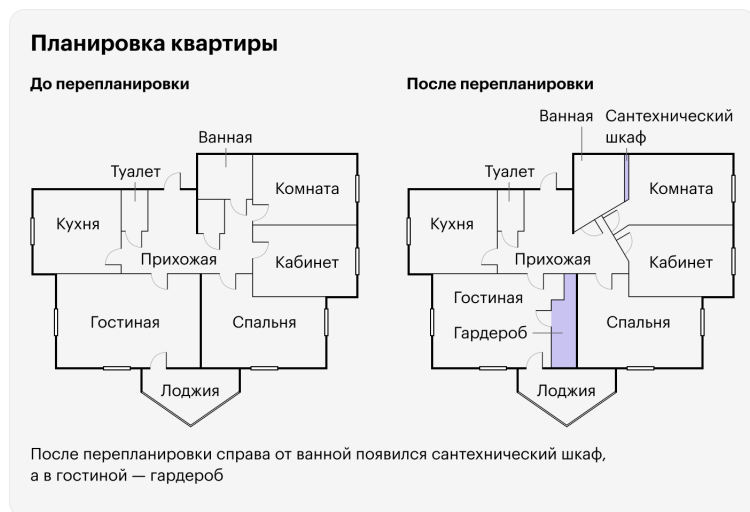 Планировка квартиры
До перепланировки
Ванная
Туалет
Комната
Кухня
Прихожая
Кабинет
Гостиная
Спальня
Лоджия
После перепланировки
Ванная
Сантехнический
шкаф
Туалет
Комната
Кухня
Прихожая
Кабинет
Гостиная
Спальня
Гардероб
Лоджия
После перепланировки справа от ванной появился сантехнический шкаф,
а в гостиной — гардероб